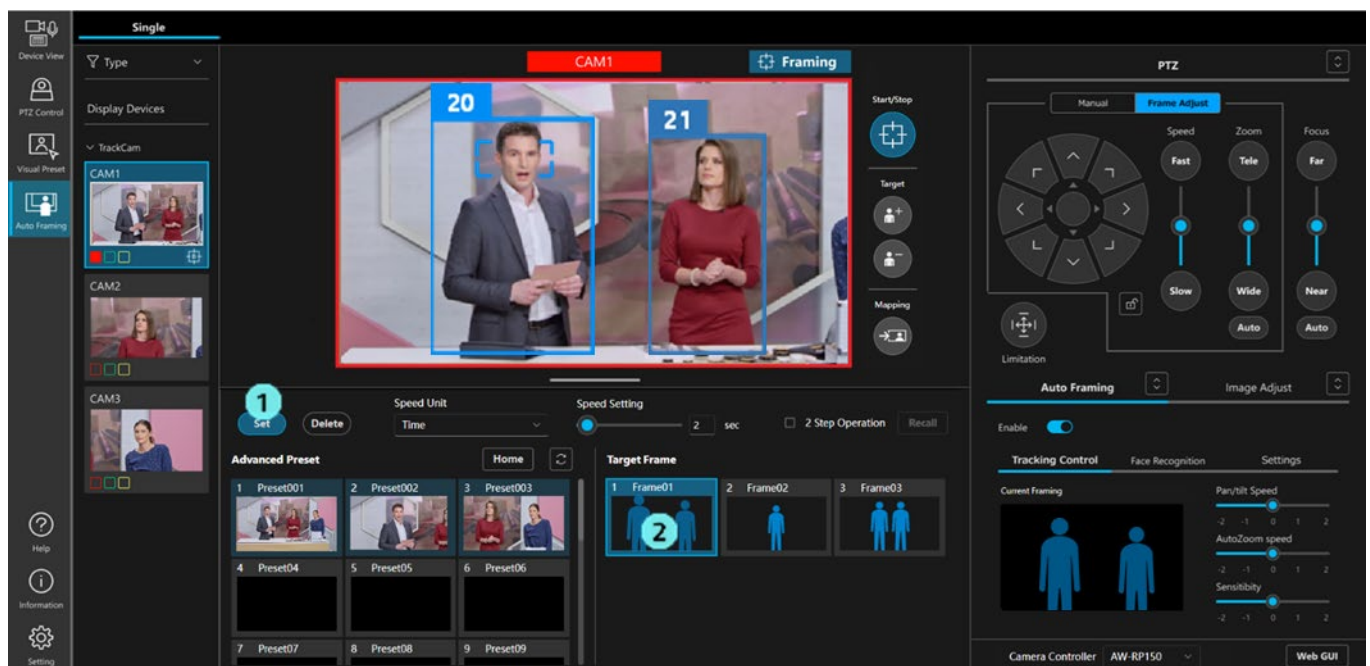 Device View
PTZ Control
Visual Preset
Auto Framing
Help
Information
Setting
Single
Type
Display Devices
TrackCam
CAM1
CAM2
CAM3
CAM1
Framing
20
21
Start/Stop
Target
Mapping
1
Set
Delete
Speed Unit
Time
Speed Setting
2 sec
2 Step Operation
Recall
Advanced Preset
Home
1 Preset001
2 Preset002
3 Preset003
4 Preset04
5 Preset05
6 Preset06
7 Preset07
8 Preset08
9 Preset09
Target Frame
1 Frame01
2 Frame02
3 Frame03
2
PTZ
Manual
Frame Adjust
Speed
Zoom
Focus
Fast
Tele
Far
Slow
Wide
Near
Auto
Auto
Limitation
Auto Framing
Image Adjust
Enable
Tracking Control
Face Recognition
Settings
Current Framing
Pan/tilt Speed
-2 -1 0 1 2
AutoZoom speed
-2 -1 0 1 2
Sensitibity
-2 -1 0 1 2
Camera Controller
AW-RP150
Web GUI